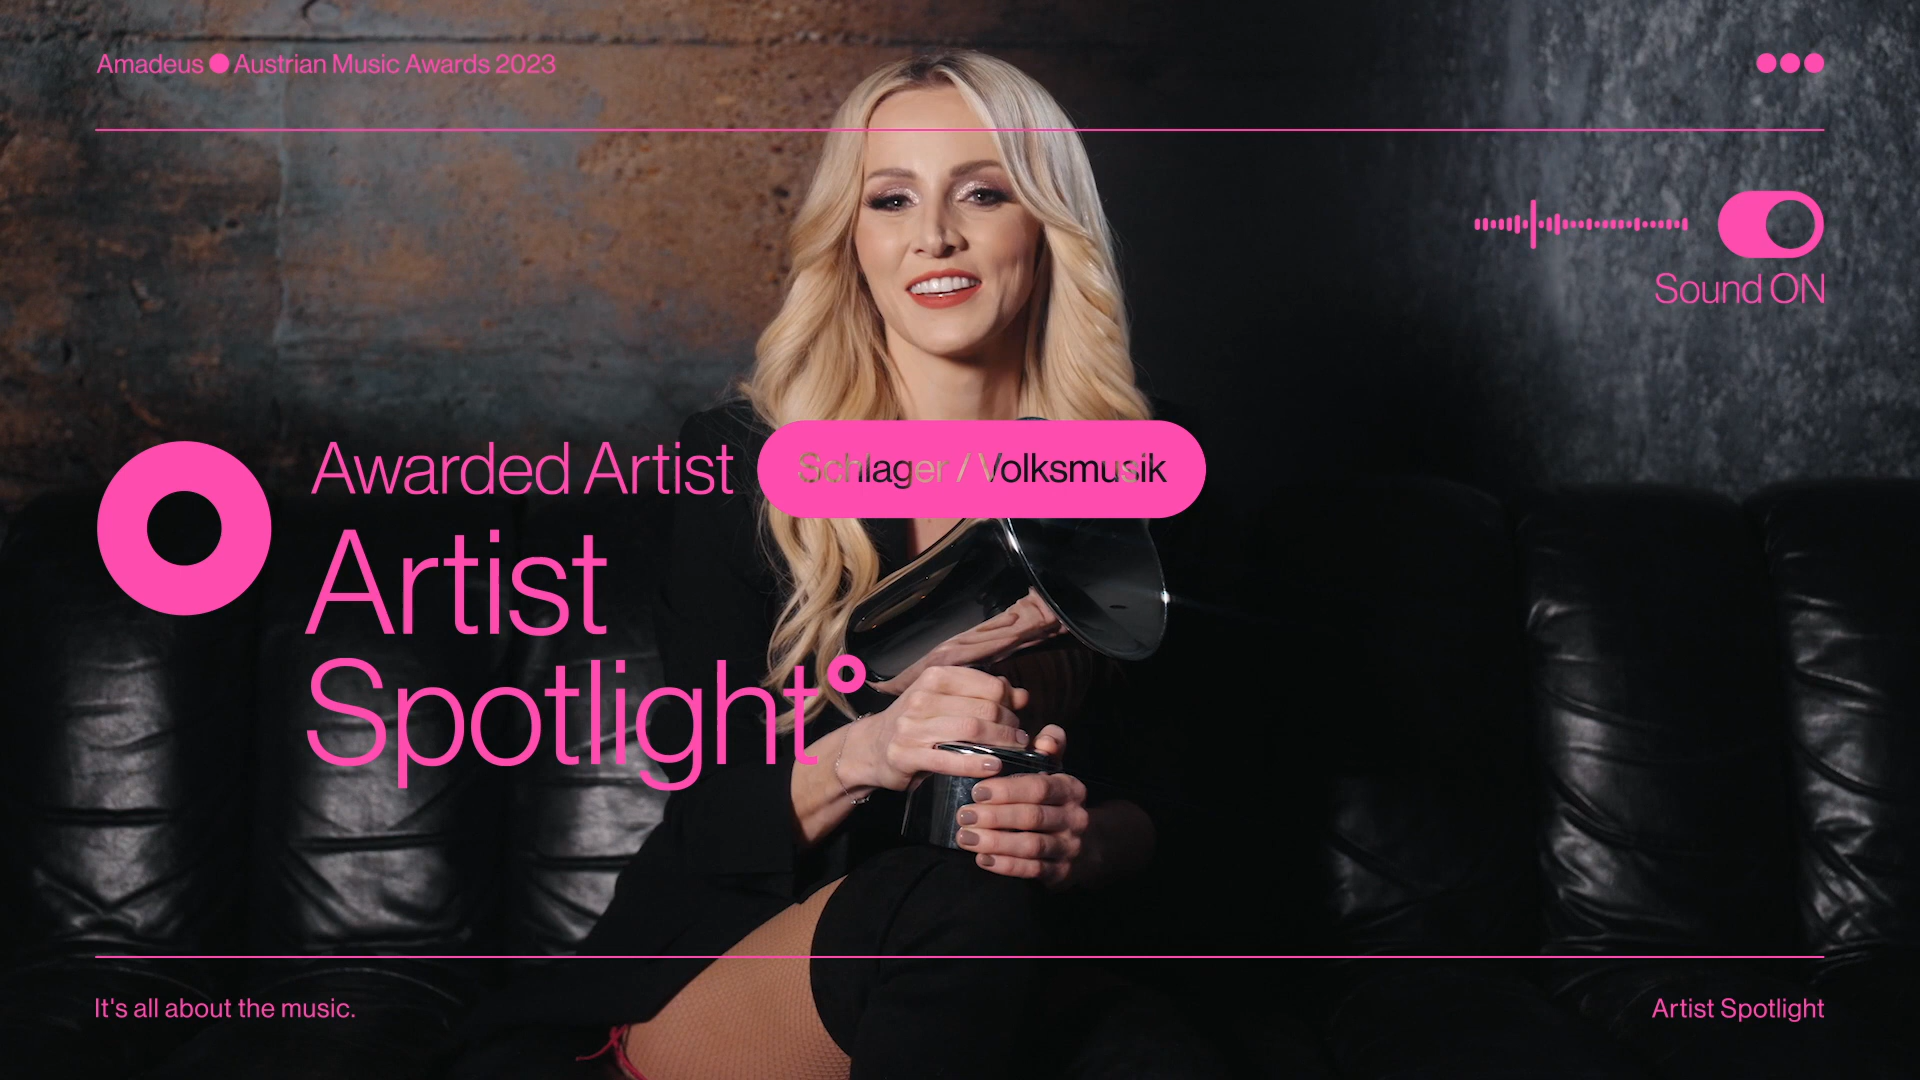 Amadeus Austrian Music Awards 2023
Sound ON
Awarded Artist Schlager / Volksmusik
Artist
Spotlight
It's all about the music.
Artist Spotlight